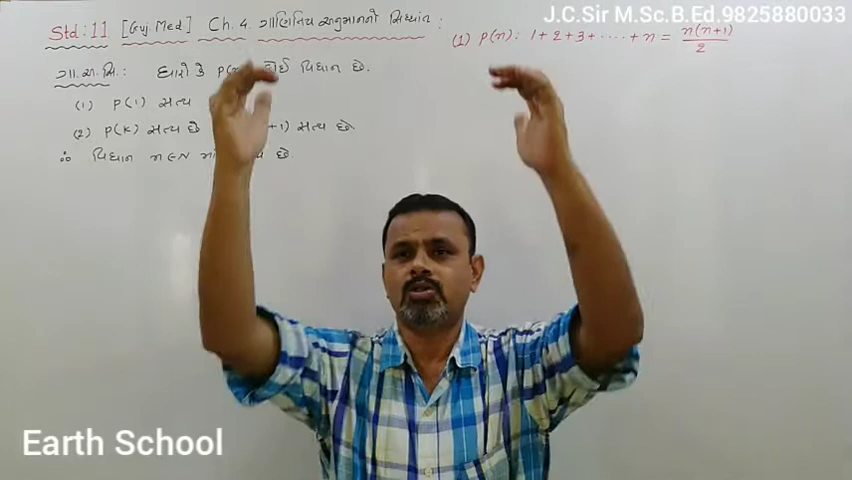 J.C.Sir M.Sc.B.Ed.9825880033
Std:11 [Guj.Med] Ch.4. ગાણિતિક અનુમાનનો સિધ્ધાંત :
(1) P(n): 1+2+3+.....+n = n(n+1)/2
ગા.અ.સિ.: ધારો કે કોઈ વિધાન છે.
(1) P(1) સત્ય
(2) P(K) સત્ય છે +1) સત્ય છે.
∴ વિધાન n∈N છે
Earth School